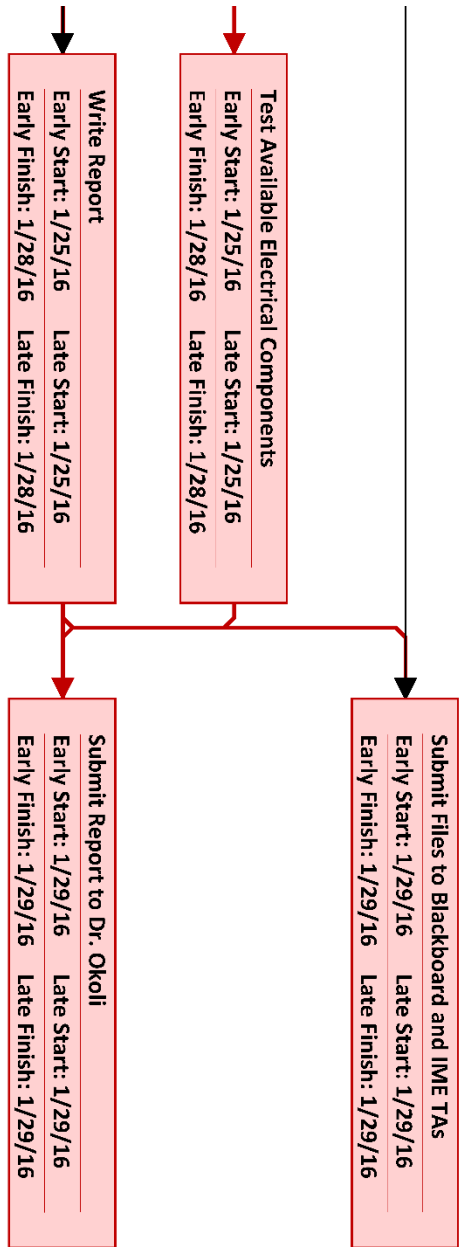 Test Available Electrical Components
Early Start: 1/25/16 Late Start: 1/25/16
Early Finish: 1/28/16 Late Finish: 1/28/16
Write Report
Early Start: 1/25/16 Late Start: 1/25/16
Early Finish: 1/28/16 Late Finish: 1/28/16
Submit Files to Blackboard and IME TAs
Early Start: 1/29/16 Late Start: 1/29/16
Early Finish: 1/29/16 Late Finish: 1/29/16
Submit Report to Dr. Okoli
Early Start: 1/29/16 Late Start: 1/29/16
Early Finish: 1/29/16 Late Finish: 1/29/16